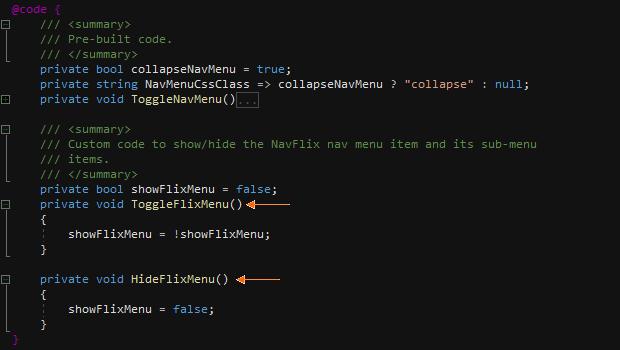 @code {
/// <summary>
/// Pre-built code.
/// </summary>
private bool collapseNavMenu = true;
private string NavMenuCssClass => collapseNavMenu ? "collapse" : null;
private void ToggleNavMenu()...
/// <summary>
/// Custom code to show/hide the NavFlix nav menu item and its sub-menu
/// items.
/// </summary>
private bool showFlixMenu = false;
private void ToggleFlixMenu()
{
showFlixMenu = !showFlixMenu;
}
private void HideFlixMenu()
{
showFlixMenu = false;
}
}